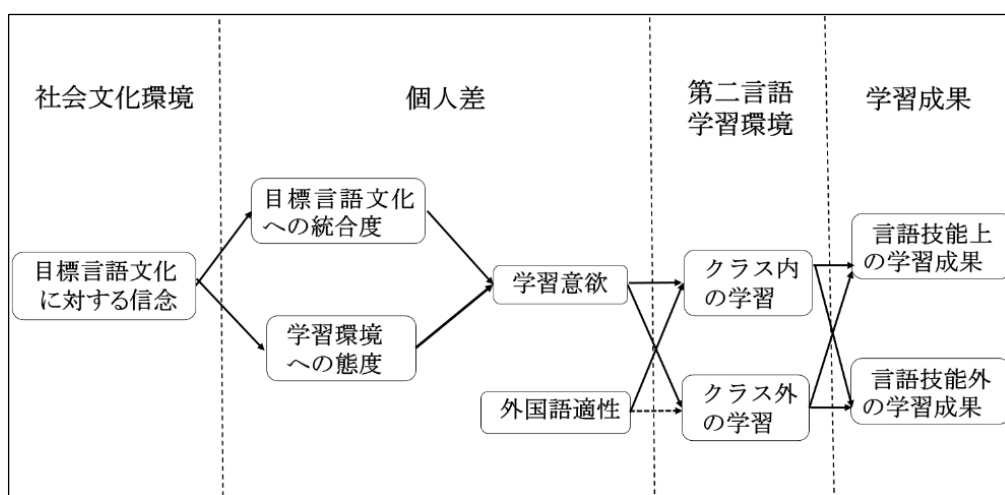 社会文化環境
個人差
第二言語
学習環境
学習成果
目標言語文化
に対する信念
目標言語文化
への統合度
学習環境
への態度
学習意欲
外国語適性
クラス内
の学習
クラス外
の学習
言語技能上
の学習成果
言語技能外
の学習成果